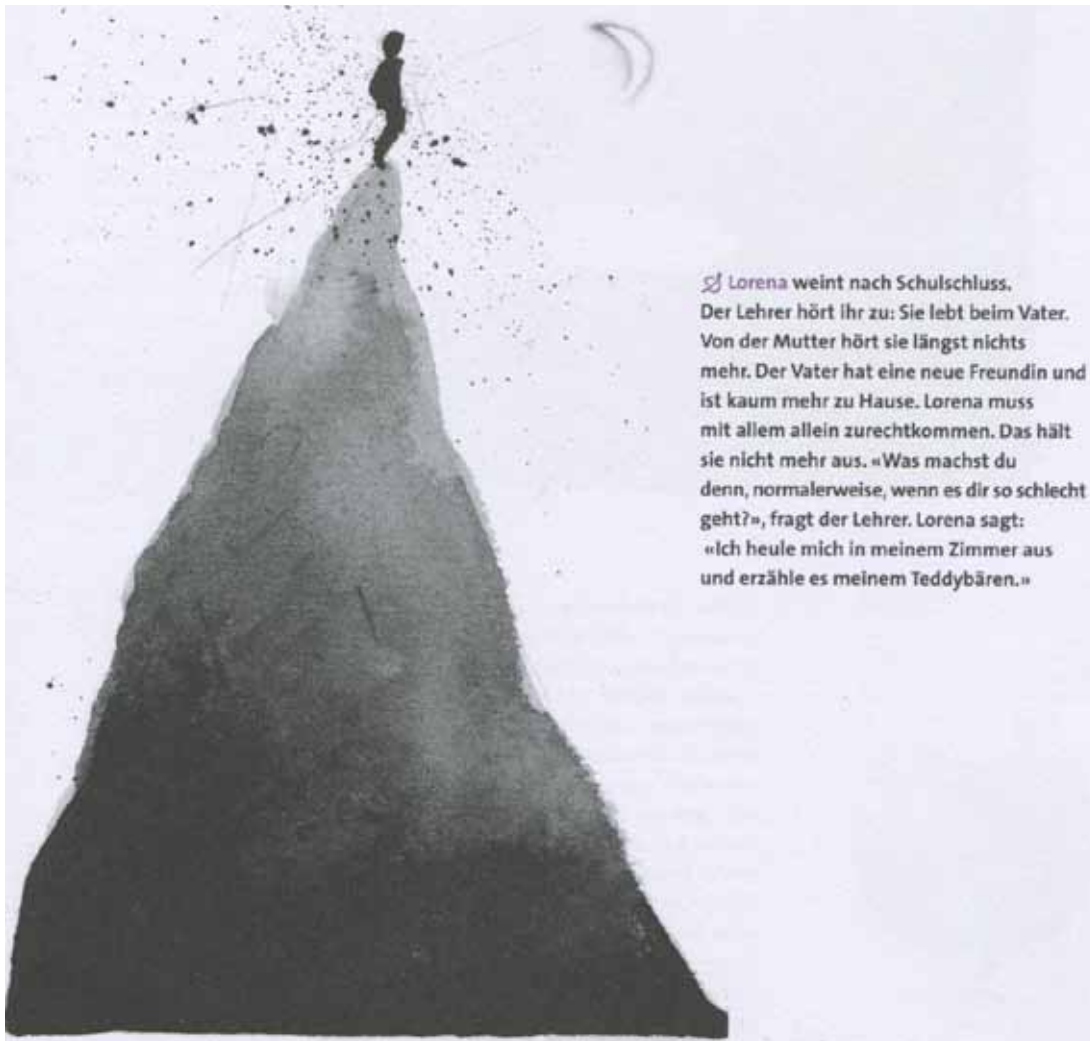 Lorena weint nach Schulschluss.
Der Lehrer hört ihr zu: Sie lebt beim Vater.
Von der Mutter hört sie längst nichts
mehr. Der Vater hat eine neue Freundin und
ist kaum mehr zu Hause. Lorena muss
mit allem allein zurechtkommen. Das hält
sie nicht mehr aus. «Was machst du
denn, normalerweise, wenn es dir so schlecht
geht?», fragt der Lehrer. Lorena sagt:
«Ich heule mich in meinem Zimmer aus
und erzähle es meinem Teddybären.»